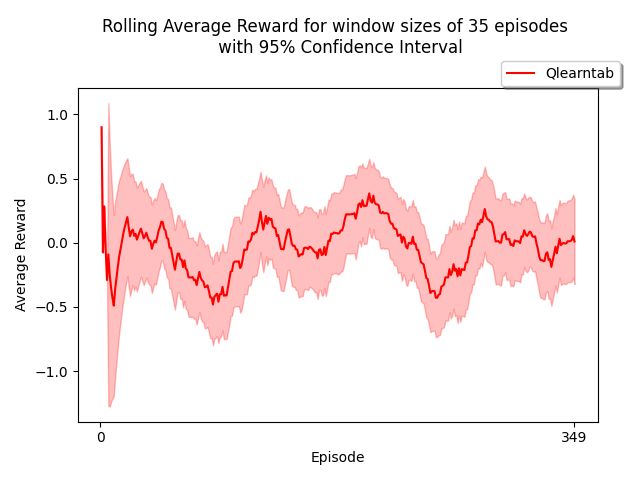 Rolling Average Reward for window sizes of 35 episodes
with 95% Confidence Interval
Qlearntab
1.0
0.5
0.0
−0.5
−1.0
Average Reward
0
349
Episode